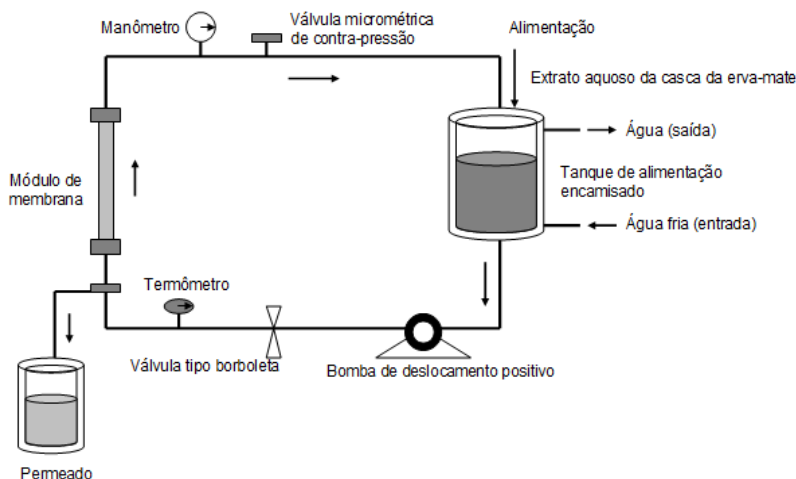 Manômetro
Válvula micrométrica
de contra-pressão
Alimentação
Extrato aquoso da casca da erva-mate
Água (saída)
Módulo de
membrana
Tanque de alimentação
encamisado
Água fria (entrada)
Termômetro
Válvula tipo borboleta
Bomba de deslocamento positivo
Permeado